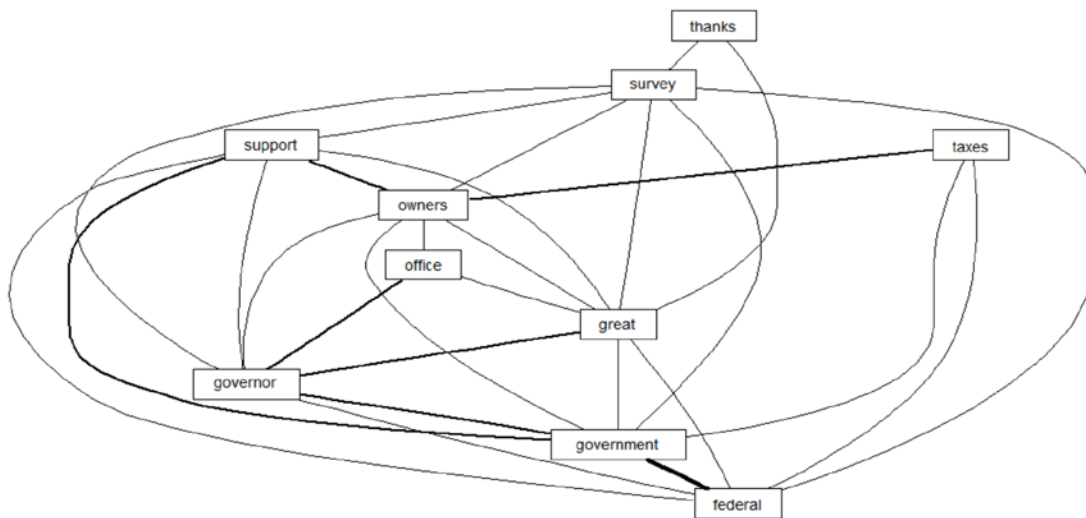 thanks
survey
support
taxes
owners
office
great
governor
government
federal